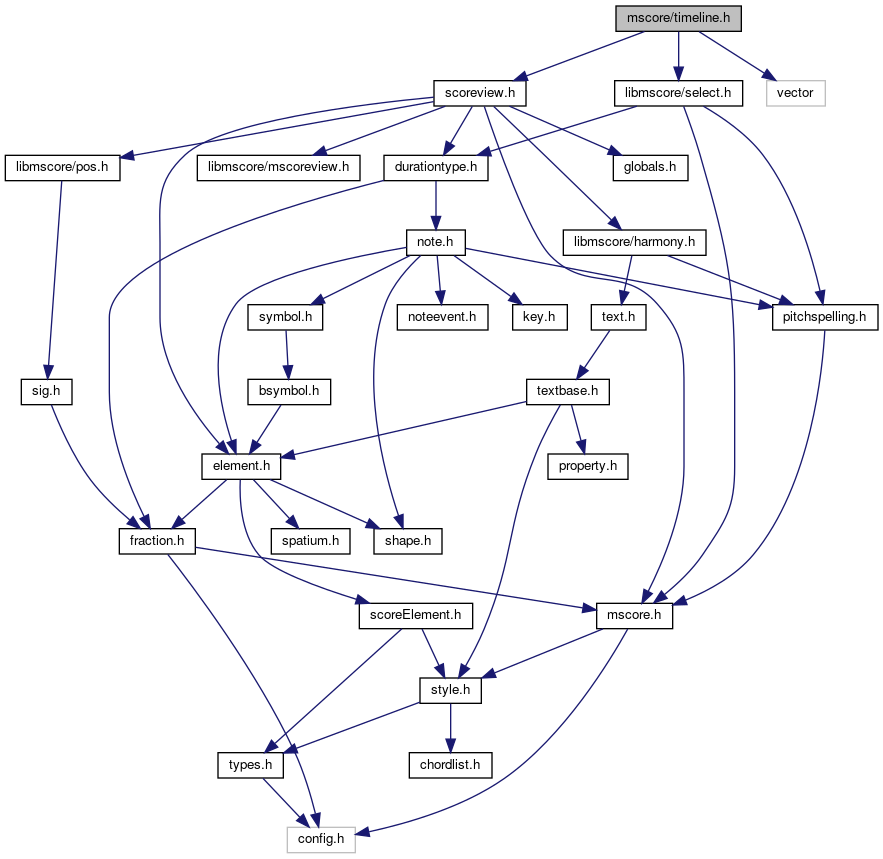 mscore/timeline.h
scoreview.h
libmscore/select.h
vector
libmscore/pos.h
libmscore/mscoreview.h
durationtype.h
globals.h
note.h
libmscore/harmony.h
symbol.h
noteevent.h
key.h
text.h
pitchspelling.h
sig.h
bsymbol.h
textbase.h
element.h
property.h
fraction.h
spatium.h
shape.h
scoreElement.h
mscore.h
style.h
types.h
chordlist.h
config.h